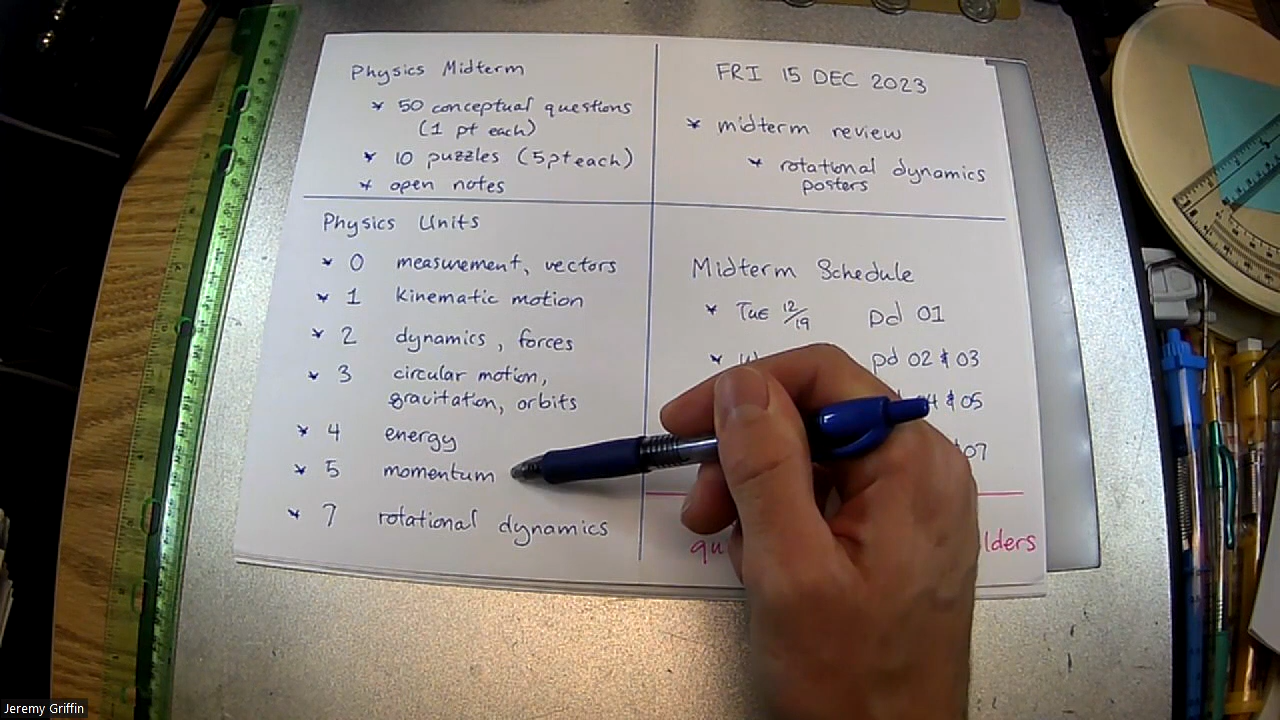 Physics Midterm
* 50 conceptual questions
(1 pt each)
* 10 puzzles (5pt each)
* open notes
FRI 15 DEC 2023
* midterm review
* rotational dynamics
posters
Physics Units
* 0 measurement, vectors
* 1 kinematic motion
* 2 dynamics, forces
* 3 circular motion,
gravitation, orbits
* 4 energy
* 5 momentum
* 7 rotational dynamics
Midterm Schedule
* Tue 12/19 pd 01
* pd 02 & 03
4 & 05
07
qu lders
Jeremy Griffin